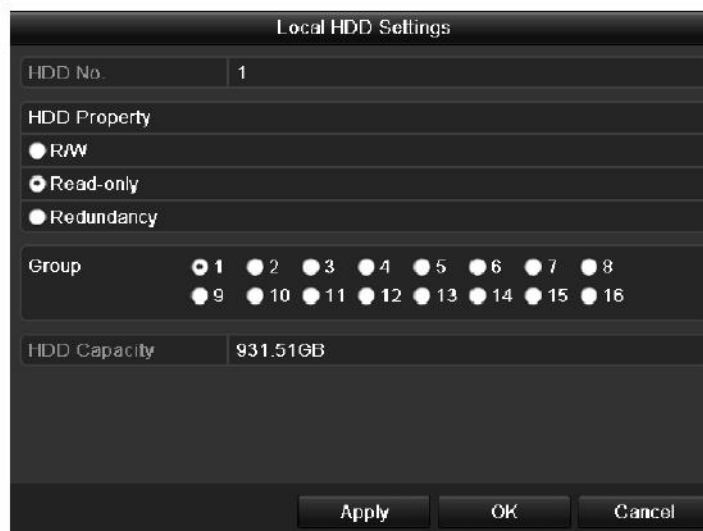 Local HDD Settings
HDD No. 1
HDD Property
R/W
Read-only
Redundancy
Group 1 2 3 4 5 6 7 8
9 10 11 12 13 14 15 16
HDD Capacity 931.51GB
Apply OK Cancel